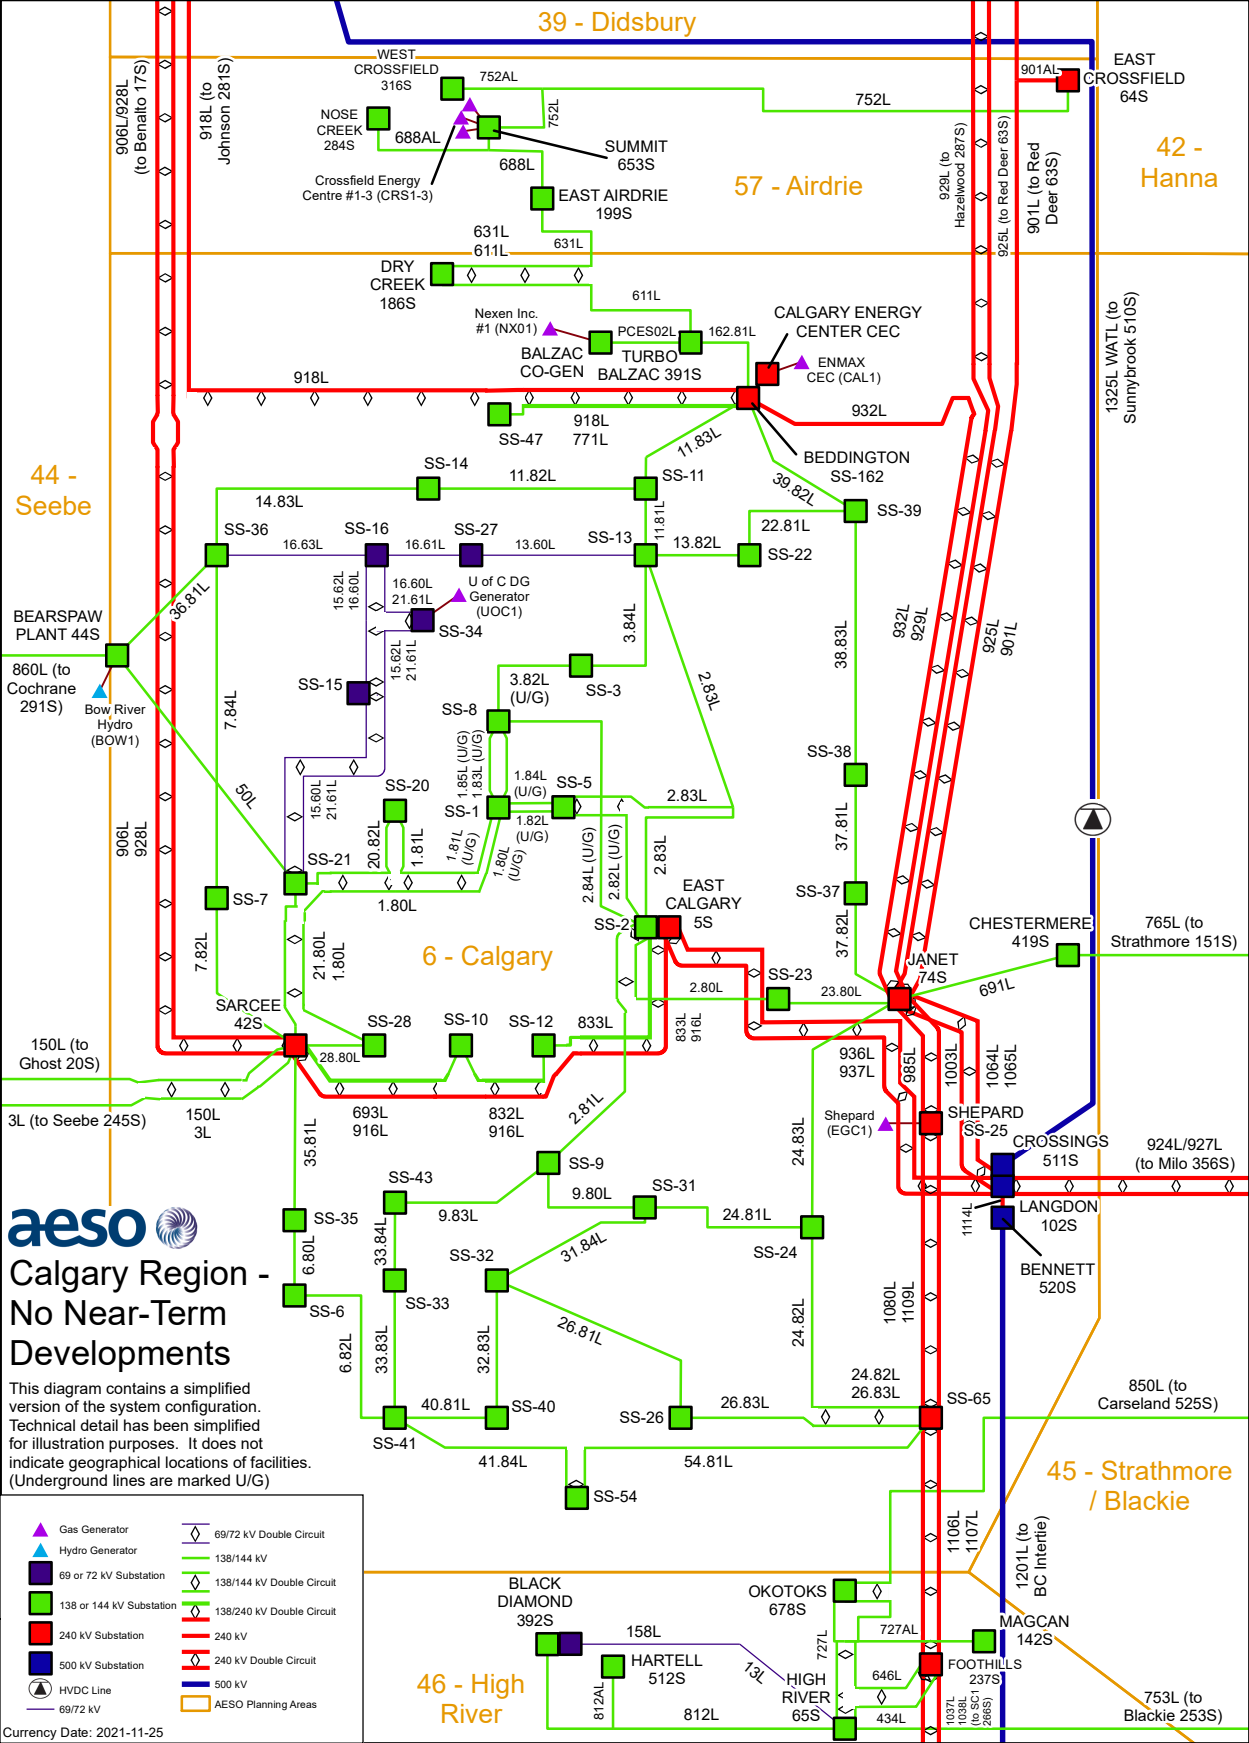 39 - Didsbury
WEST
CROSSFIELD
316S
752AL
901AL
EAST
CROSSFIELD
64S
906L/928L
(to Benalto 17S)
918L (to
Johnson 281S)
NOSE
CREEK
284S
688AL
752L
752L
SUMMIT
653S
688L
Crossfield Energy
Centre #1-3 (CRS1-3)
57 - Airdrie
929L (to
Hazelwood 287S)
925L (to Red Deer 63S)
901L (to Red
Deer 63S)
42 -
Hanna
EAST AIRDRIE
199S
631L
611L
631L
DRY
CREEK
186S
611L
Nexen Inc.
#1 (NX01)
PCES02L
162.81L
BALZAC
CO-GEN
TURBO
BALZAC 391S
CALGARY ENERGY
CENTER CEC
ENMAX
CEC (CAL1)
1325L WATL (to
Sunnybrook 510S)
918L
SS-47
918L
771L
932L
11.83L
BEDDINGTON
SS-162
44 -
Seebe
SS-14
11.82L
SS-11
39.82L
14.83L
SS-39
SS-36
SS-16
SS-27
SS-13
11.81L
22.81L
16.63L
16.61L
13.60L
13.82L
SS-22
15.62L
16.60L
16.60L
21.61L
U of C DG
Generator
(UOC1)
36.81L
BEARSPAW
PLANT 44S
SS-34
3.84L
932L
929L
925L
901L
860L (to
Cochrane
291S)
Bow River
Hydro
(BOW1)
15.62L
21.61L
38.83L
SS-15
3.82L
(U/G)
SS-3
2.83L
7.84L
SS-8
SS-38
50L
15.60L
21.61L
SS-20
1.85L (U/G)
1.83L (U/G)
1.84L
(U/G)
SS-5
2.83L
SS-1
1.82L
(U/G)
906L
928L
20.82L
1.81L
1.81L
(U/G)
1.80L
(U/G)
2.84L (U/G)
2.82L (U/G)
2.83L
37.81L
SS-21
SS-7
1.80L
EAST
CALGARY
5S
SS-37
SS-2
37.82L
CHESTERMERE
419S
765L (to
Strathmore 151S)
7.82L
21.80L
1.80L
6 - Calgary
JANET
74S
SS-23
2.80L
23.80L
691L
SARCEE
42S
SS-28
SS-10
SS-12
833L
833L
916L
150L (to
Ghost 20S)
28.80L
936L
937L
985L
1003L
1064L
1065L
3L (to Seebe 245S)
150L
3L
693L
916L
832L
916L
2.81L
Shepard
(EGC1)
SHEPARD
SS-25
35.81L
24.83L
CROSSINGS
511S
924L/927L
(to Milo 356S)
SS-9
SS-43
9.80L
SS-31
9.83L
24.81L
LANGDON
102S
1114L
aeso
SS-35
33.84L
SS-24
SS-32
31.84L
BENNETT
520S
Calgary Region -
No Near-Term
Developments
6.80L
SS-6
SS-33
26.81L
1080L
1109L
6.82L
33.83L
32.83L
24.82L
This diagram contains a simplified
version of the system configuration.
Technical detail has been simplified
for illustration purposes. It does not
indicate geographical locations of facilities.
(Underground lines are marked U/G)
24.82L
26.83L
SS-65
850L (to
Carseland 525S)
40.81L
SS-40
SS-26
26.83L
SS-41
41.84L
54.81L
SS-54
45 - Strathmore
/ Blackie
Gas Generator
Hydro Generator
69 or 72 kV Substation
138 or 144 kV Substation
240 kV Substation
500 kV Substation
HVDC Line
69/72 kV
69/72 kV Double Circuit
138/144 kV
138/144 kV Double Circuit
138/240 kV Double Circuit
240 kV
240 kV Double Circuit
500 kV
AESO Planning Areas
Currency Date: 2021-11-25
1106L
1107L
1201L (to
BC Intertie)
BLACK
DIAMOND
392S
OKOTOKS
678S
158L
727L
727AL
MAGCAN
142S
HARTELL
512S
13L
646L
FOOTHILLS
237S
46 - High
River
812AL
812L
HIGH
RIVER
65S
434L
1037L
1038L
(to SC1
266S)
753L (to
Blackie 253S)